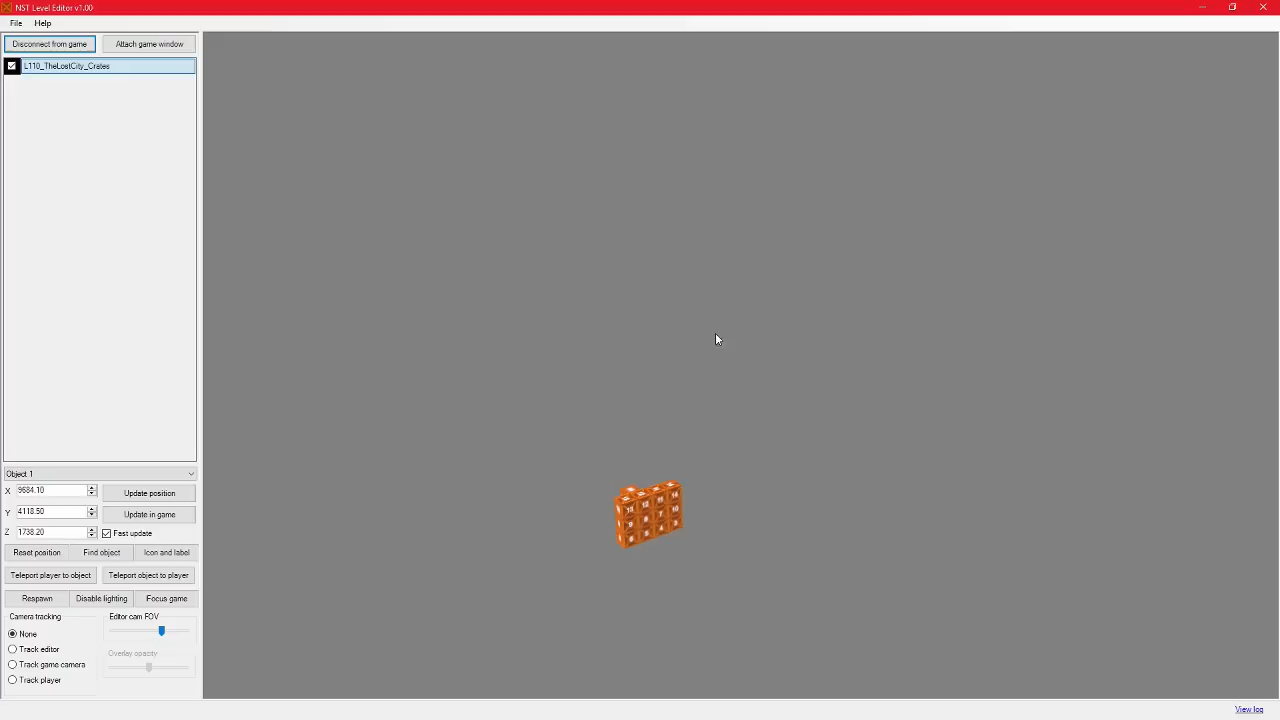 NST Level Editor v1.00
File Help
Disconnect from game Attach game window
L110_TheLostCity_Crates
Object 1
X 9684.10 Update position
Y 4118.50 Update in game
Z 1738.20 Fast update
Reset position Find object Icon and label
Teleport player to object Teleport object to player
Respawn Disable lighting Focus game
Camera tracking Editor cam FOV
None
Track editor Overlay opacity
Track game camera
Track player
View log